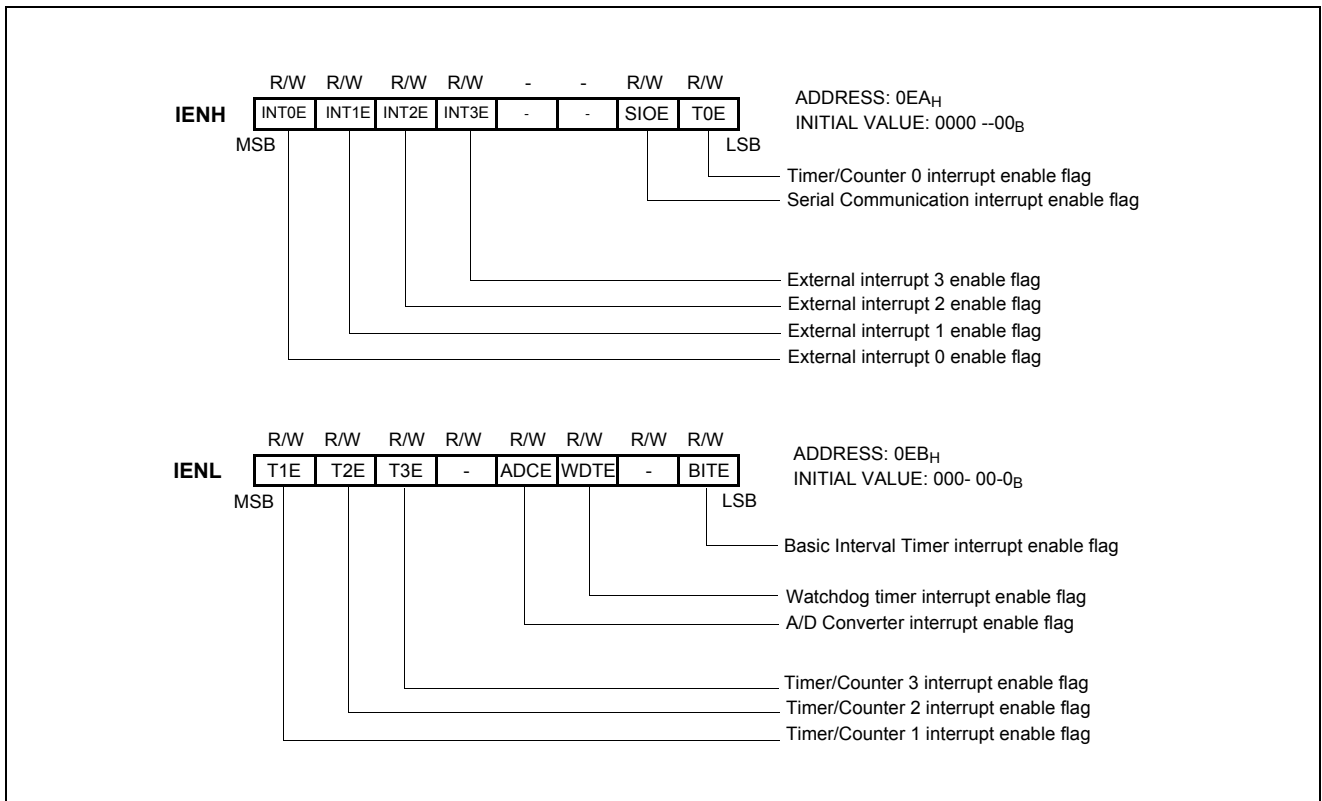 R/W R/W R/W R/W - - R/W R/W
IENH INT0E INT1E INT2E INT3E - - SIOE T0E
ADDRESS: 0EAH
INITIAL VALUE: 0000 --00B
MSB LSB
Timer/Counter 0 interrupt enable flag
Serial Communication interrupt enable flag
External interrupt 3 enable flag
External interrupt 2 enable flag
External interrupt 1 enable flag
External interrupt 0 enable flag
R/W R/W R/W R/W R/W R/W R/W R/W
IENL T1E T2E T3E - ADCE WDTE - BITE
ADDRESS: 0EBH
INITIAL VALUE: 000- 00-0B
MSB LSB
Basic Interval Timer interrupt enable flag
Watchdog timer interrupt enable flag
A/D Converter interrupt enable flag
Timer/Counter 3 interrupt enable flag
Timer/Counter 2 interrupt enable flag
Timer/Counter 1 interrupt enable flag